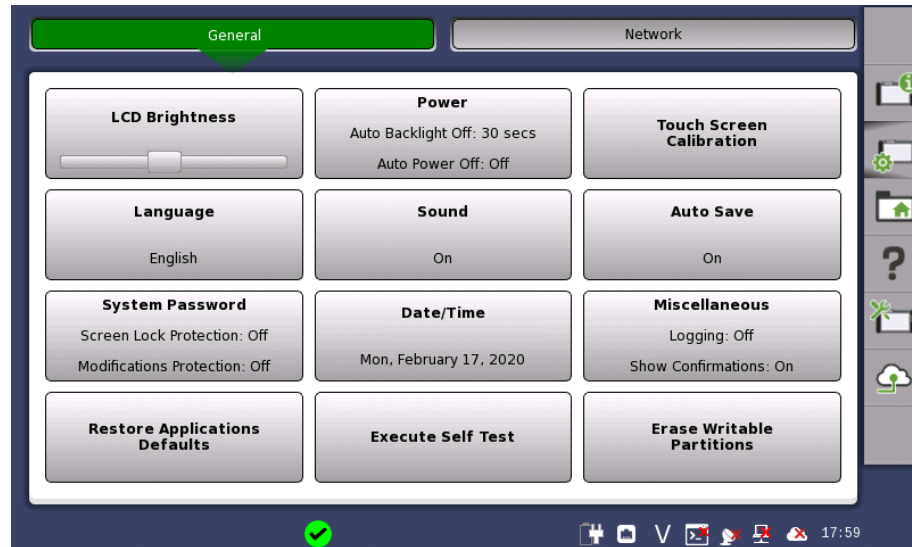 General
Network
LCD Brightness
Power
Auto Backlight Off: 30 secs
Auto Power Off: Off
Touch Screen
Calibration
Language
English
Sound
On
Auto Save
On
System Password
Screen Lock Protection: Off
Modifications Protection: Off
Date/Time
Mon, February 17, 2020
Miscellaneous
Logging: Off
Show Confirmations: On
Restore Applications
Defaults
Execute Self Test
Erase Writable
Partitions
?
V
17:59